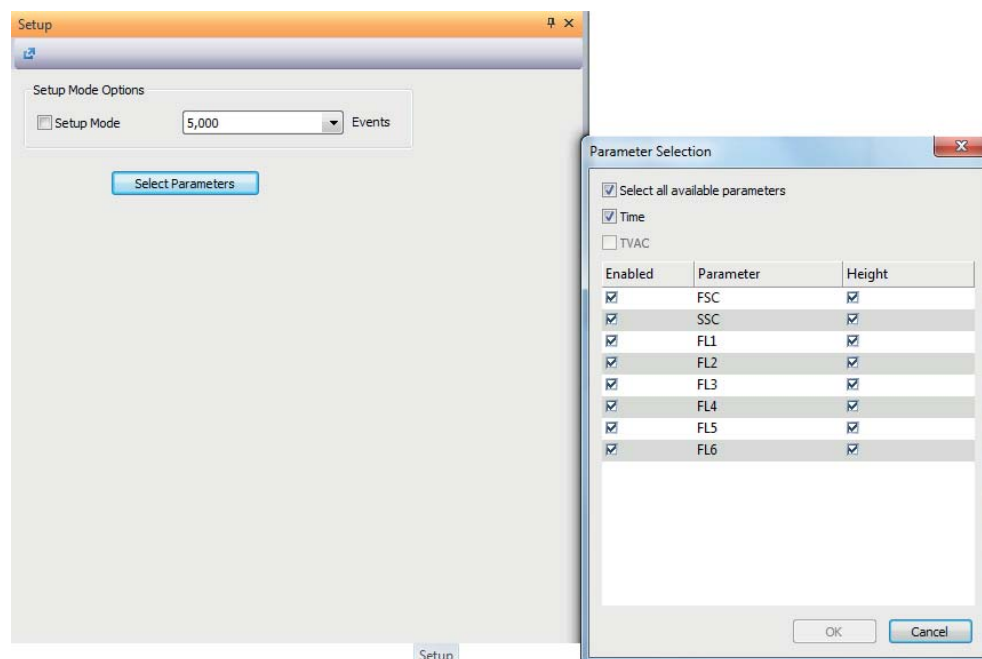 Setup
Setup Mode Options
Setup Mode 5,000 Events
Select Parameters
Setup
Parameter Selection
Select all available parameters
Time
TVAC
Enabled Parameter Height
FSC
SSC
FL1
FL2
FL3
FL4
FL5
FL6
OK Cancel